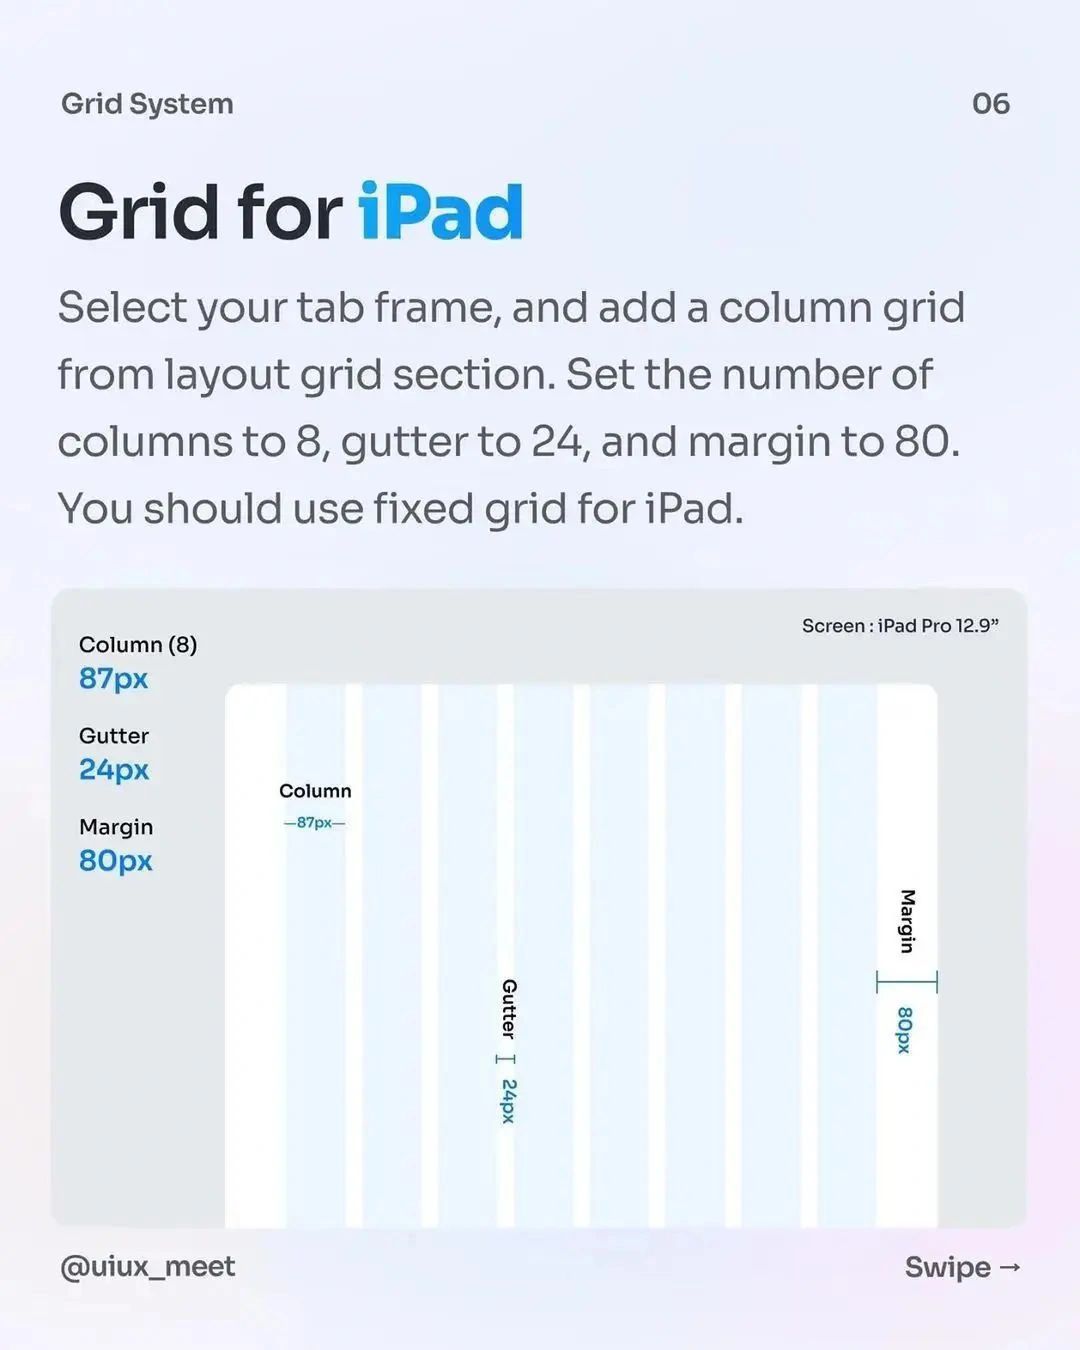 Grid System
06
Grid for iPad
Select your tab frame, and add a column grid
from layout grid section. Set the number of
columns to 8, gutter to 24, and margin to 80.
You should use fixed grid for iPad.
Screen : iPad Pro 12.9”
Column (8)
87px
Gutter
24px
Margin
80px
Column
—87px—
Gutter
24px
Margin
80px
@uiux_meet
Swipe →